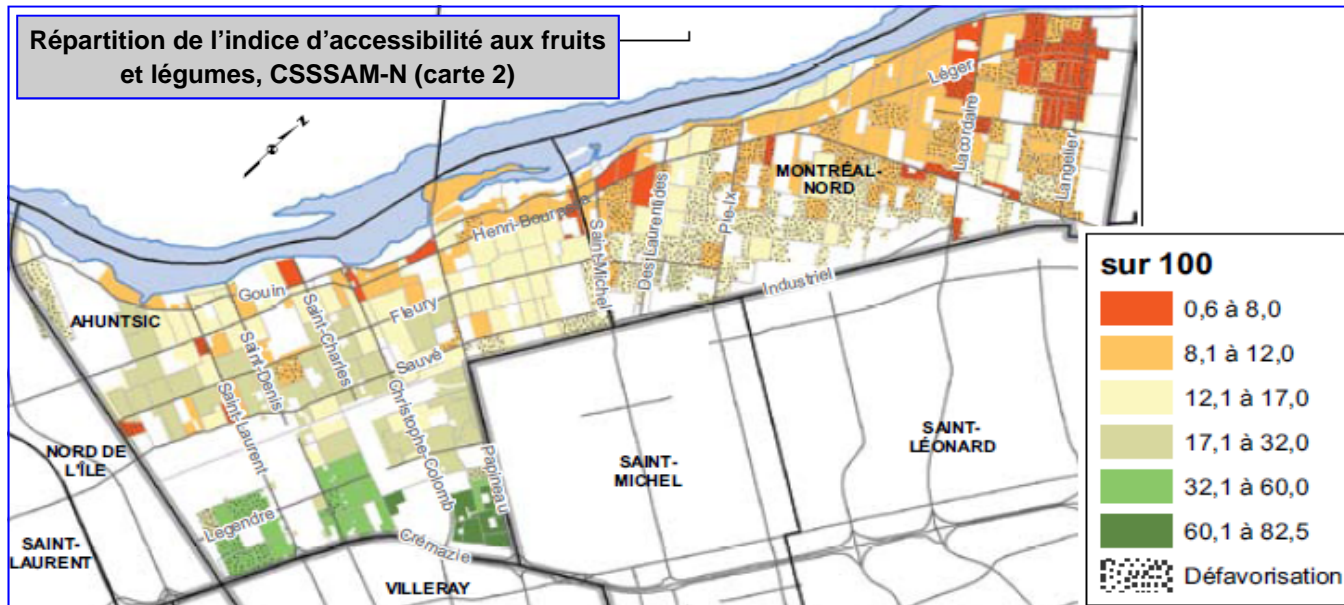 Répartition de l'indice d'accessibilité aux fruits
et légumes, CSSSAM-N (carte 2)
N
Léger
Lacordaire
Langelier
MONTRÉAL-
NORD
Pie-Ix
Des Laurentides
Saint-Michel
Henri-Bourassa
Industriel
Gouin
Fleury
Sauvé
AHUNTSIC
Saint-Charles
Saint-Denis
Saint-Laurent
Christophe-Colomb
Papineau
NORD DE
L'ÎLE
Legendre
Crémazie
SAINT-
LAURENT
VILLERAY
SAINT-
MICHEL
SAINT-
LÉONARD
sur 100
0,6 à 8,0
8,1 à 12,0
12,1 à 17,0
17,1 à 32,0
32,1 à 60,0
60,1 à 82,5
Défavorisation